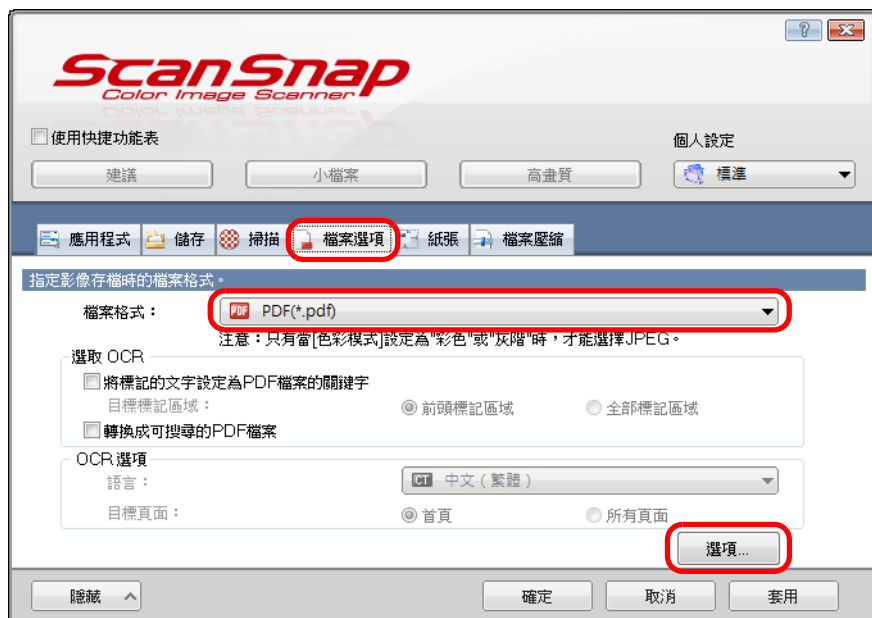 ScanSnap
Color Image Scanner
使用快捷功能表
個人設定
建議 小檔案 高畫質 標準
應用程式 儲存 掃描 檔案選項 紙張 檔案壓縮
指定影像存檔時的檔案格式。
檔案格式： PDF PDF(*.pdf)
注意：只有當[色彩模式]設定為"彩色"或"灰階"時，才能選擇JPEG。
選取 OCR
將標記的文字設定為PDF檔案的關鍵字
目標標記區域： 前頭標記區域 全部標記區域
轉換成可搜尋的PDF檔案
OCR 選項
語言： CT 中文（繁體）
目標頁面： 首頁 所有頁面
選項...
隱藏 確定 取消 套用